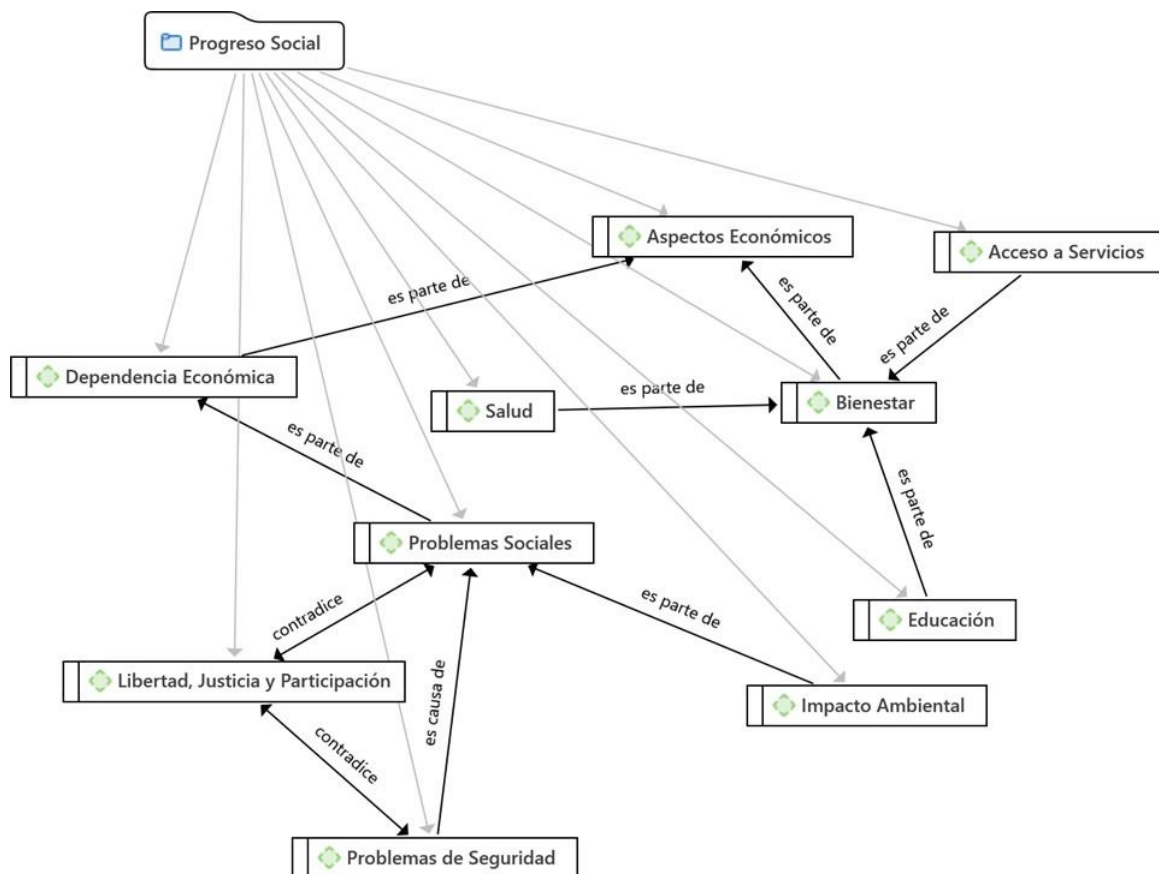 Progreso Social
Aspectos Económicos
Acceso a Servicios
es parte de
es parte de
es parte de
Dependencia Económica
Salud
es parte de
Bienestar
es parte de
es parte de
Problemas Sociales
contradice
es parte de
Educación
Libertad, Justicia y Participación
es causa de
Impacto Ambiental
contradice
Problemas de Seguridad